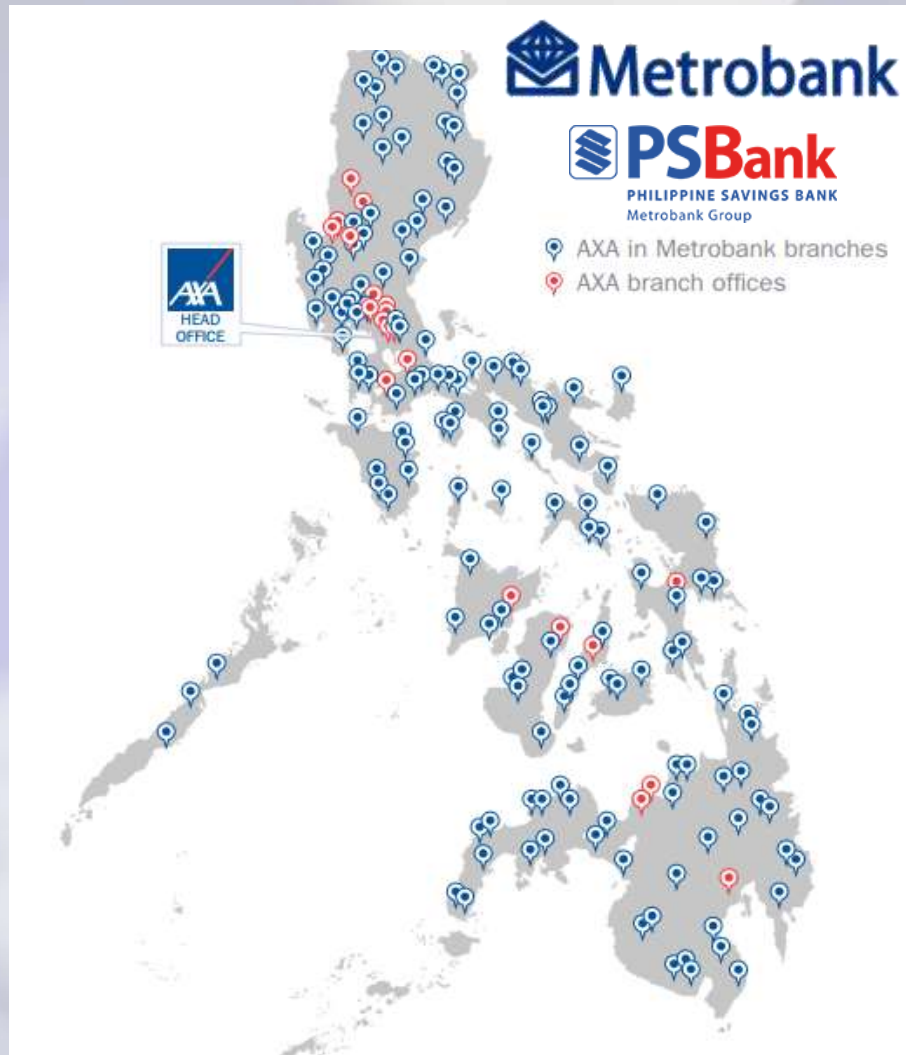 Metrobank
PSBank
PHILIPPINE SAVINGS BANK
Metrobank Group
AXA in Metrobank branches
AXA branch offices
AXA
HEAD
OFFICE